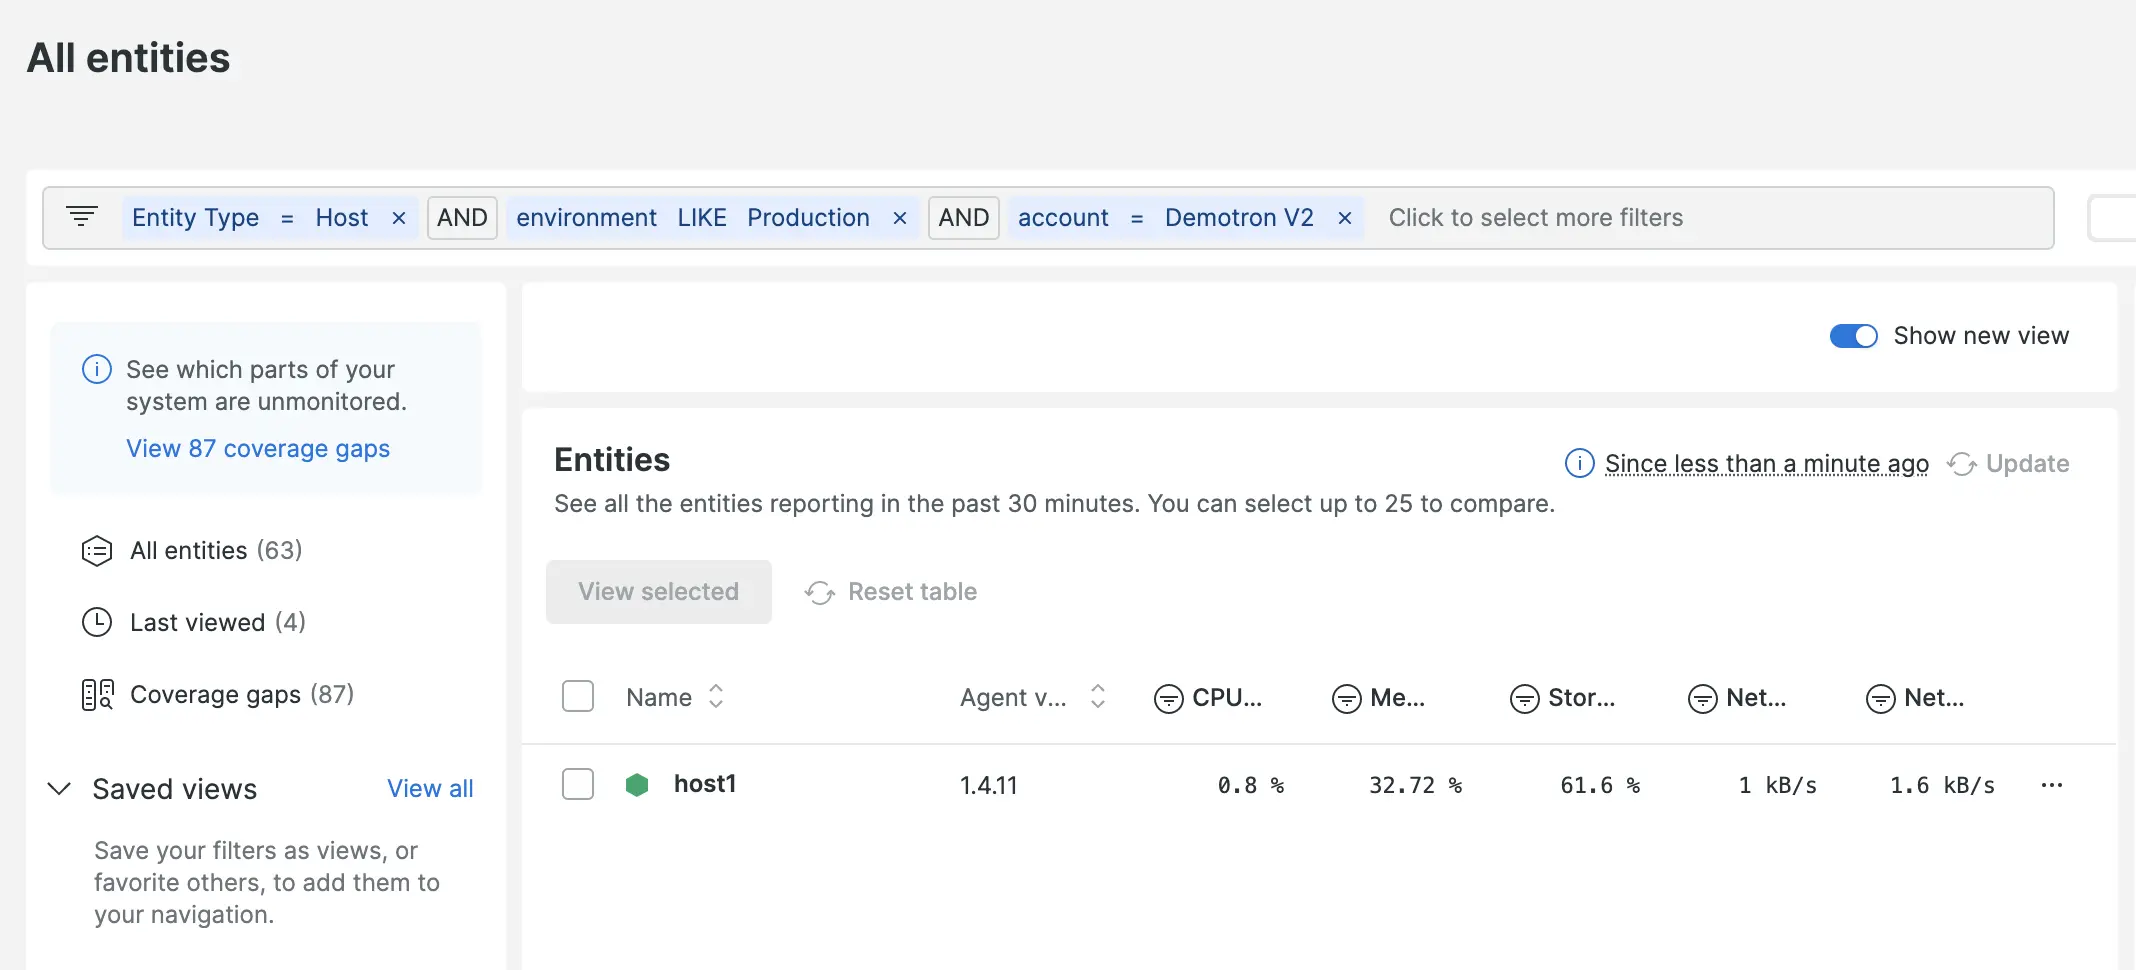 All entities
Entity Type = Host × AND environment LIKE Production × AND account = Demotron V2 × Click to select more filters
See which parts of your
system are unmonitored.
View 87 coverage gaps
All entities (63)
Last viewed (4)
Coverage gaps (87)
Saved views View all
Save your filters as views, or
favorite others, to add them to
your navigation.
Show new view
Entities
Since less than a minute ago Update
See all the entities reporting in the past 30 minutes. You can select up to 25 to compare.
View selected Reset table
Name Agent v... CPU... Me... Stor... Net... Net...
host1 1.4.11 0.8 % 32.72 % 61.6 % 1 kB/s 1.6 kB/s ...